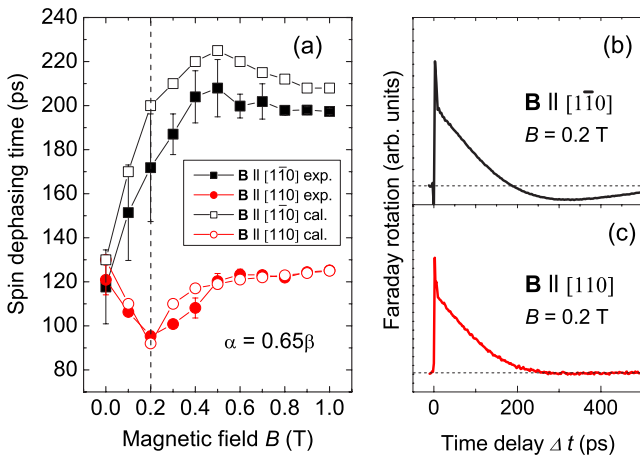 (a)
Spin dephasing time (ps)
220
200
180
160
140
120
100
80
B || [11̅0] exp.
B || [110] exp.
B || [11̅0] cal.
B || [110] cal.
α = 0.65β
0.0 0.2 0.4 0.6 0.8 1.0
Magnetic field B (T)
Faraday rotation (arb. units)
(b)
B || [11̅0]
B = 0.2 T
(c)
B || [110]
B = 0.2 T
0 200 400
Time delay Δ t (ps)